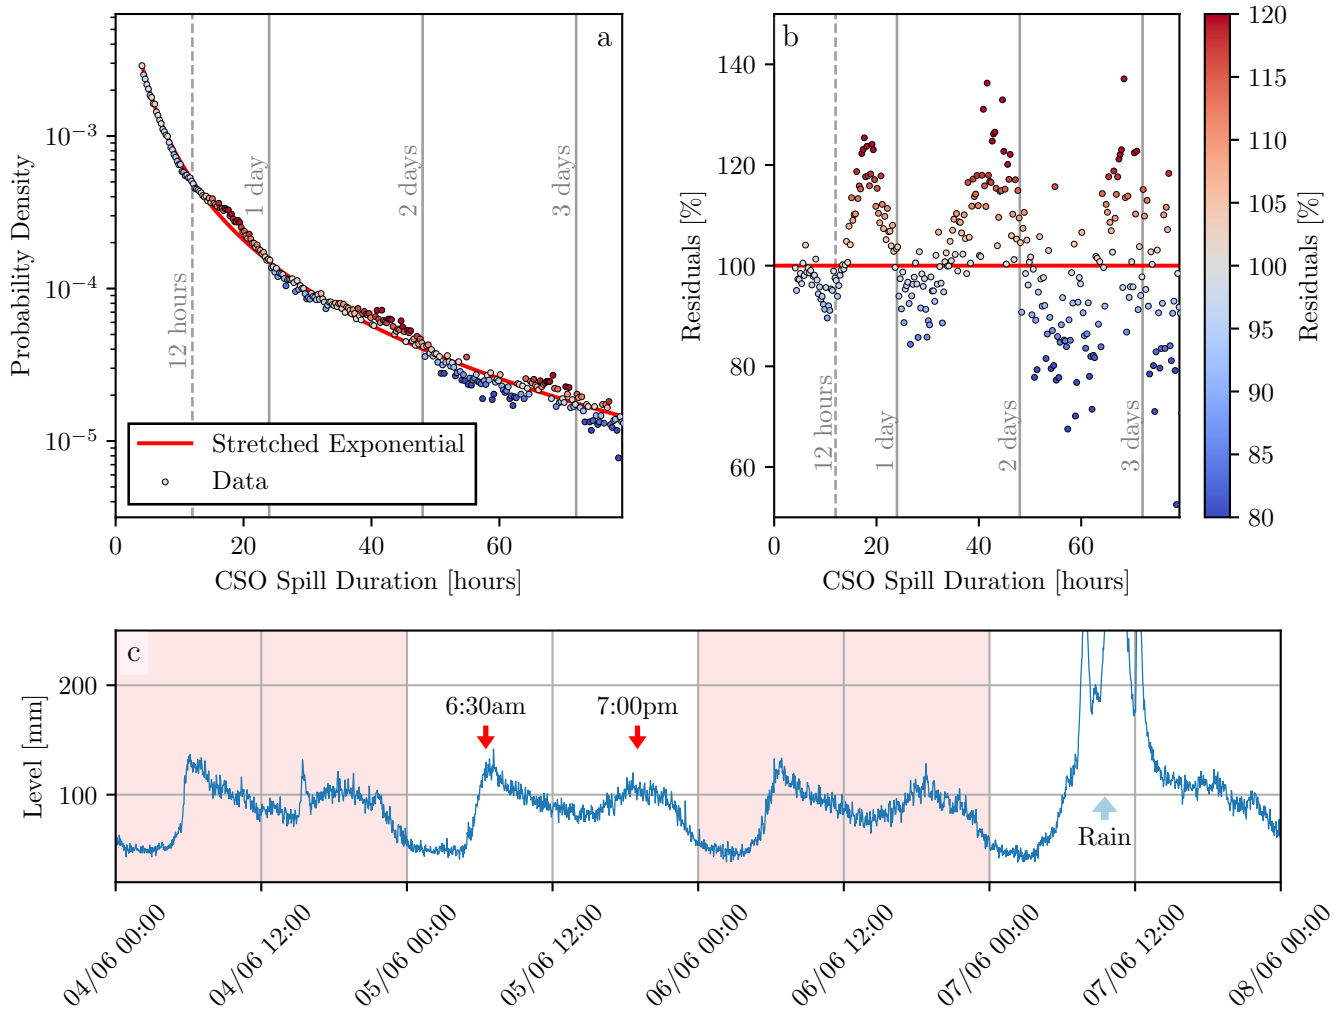 a
10⁻³
10⁻⁴
10⁻⁵
Probability Density
12 hours
1 day
2 days
3 days
Stretched Exponential
Data
0
20
40
60
CSO Spill Duration [hours]
b
140
120
100
80
60
Residuals [%]
12 hours
1 day
2 days
3 days
0
20
40
60
CSO Spill Duration [hours]
120
115
110
105
100
95
90
85
80
Residuals [%]
c
200
100
Level [mm]
6:30am
7:00pm
Rain
04/06 00:00
04/06 12:00
05/06 00:00
05/06 12:00
06/06 00:00
06/06 12:00
07/06 00:00
07/06 12:00
08/06 00:00